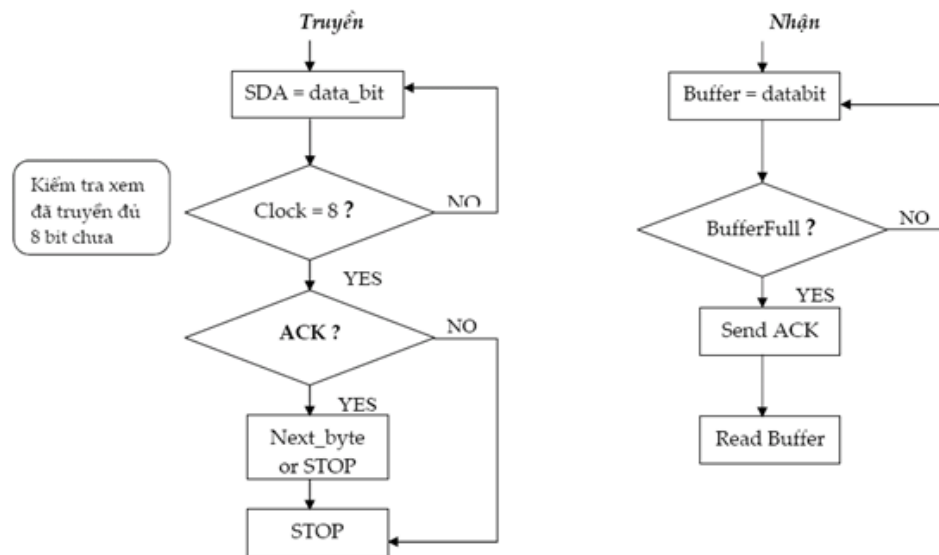 Truyền
SDA = data_bit
Kiểm tra xem
đã truyền đủ
8 bit chưa
Clock = 8 ?
NO
YES
ACK ?
NO
YES
Next_byte
or STOP
STOP
Nhận
Buffer = databit
BufferFull ?
NO
YES
Send ACK
Read Buffer